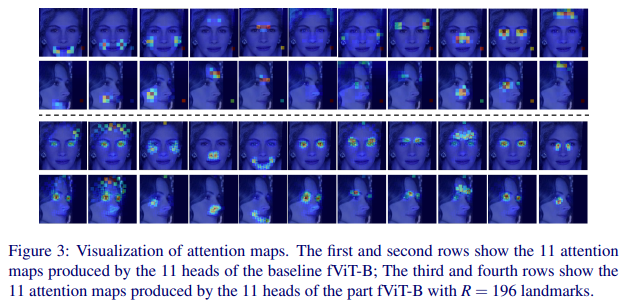 Figure 3: Visualization of attention maps. The first and second rows show the 11 attention
maps produced by the 11 heads of the baseline fViT-B; The third and fourth rows show the
11 attention maps produced by the 11 heads of the part fViT-B with R = 196 landmarks.